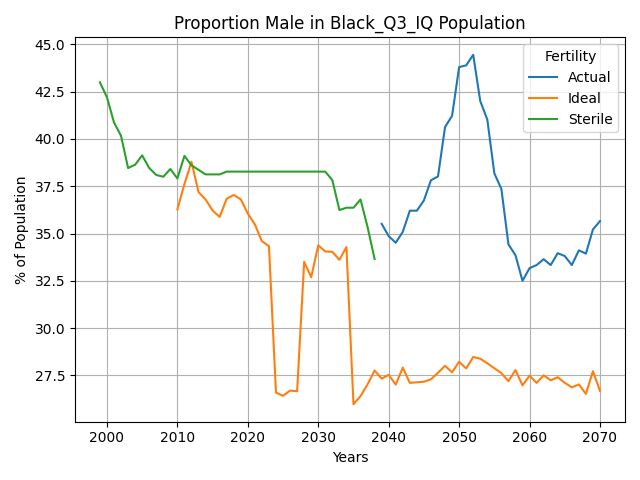 Proportion Male in Black_Q3_IQ Population
% of Population
45.0
42.5
40.0
37.5
35.0
32.5
30.0
27.5
Fertility
Actual
Ideal
Sterile
2000 2010 2020 2030 2040 2050 2060 2070
Years